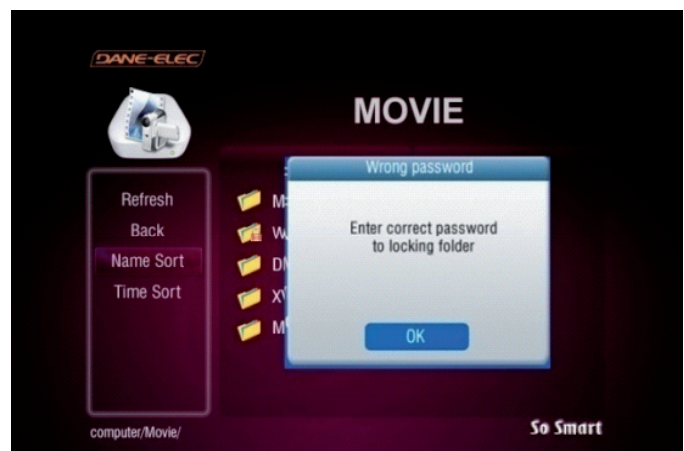 DANE-ELEC
MOVIE
Wrong password
Enter correct password
to locking folder
OK
Refresh
Back
Name Sort
Time Sort
computer/Movie/
So Smart